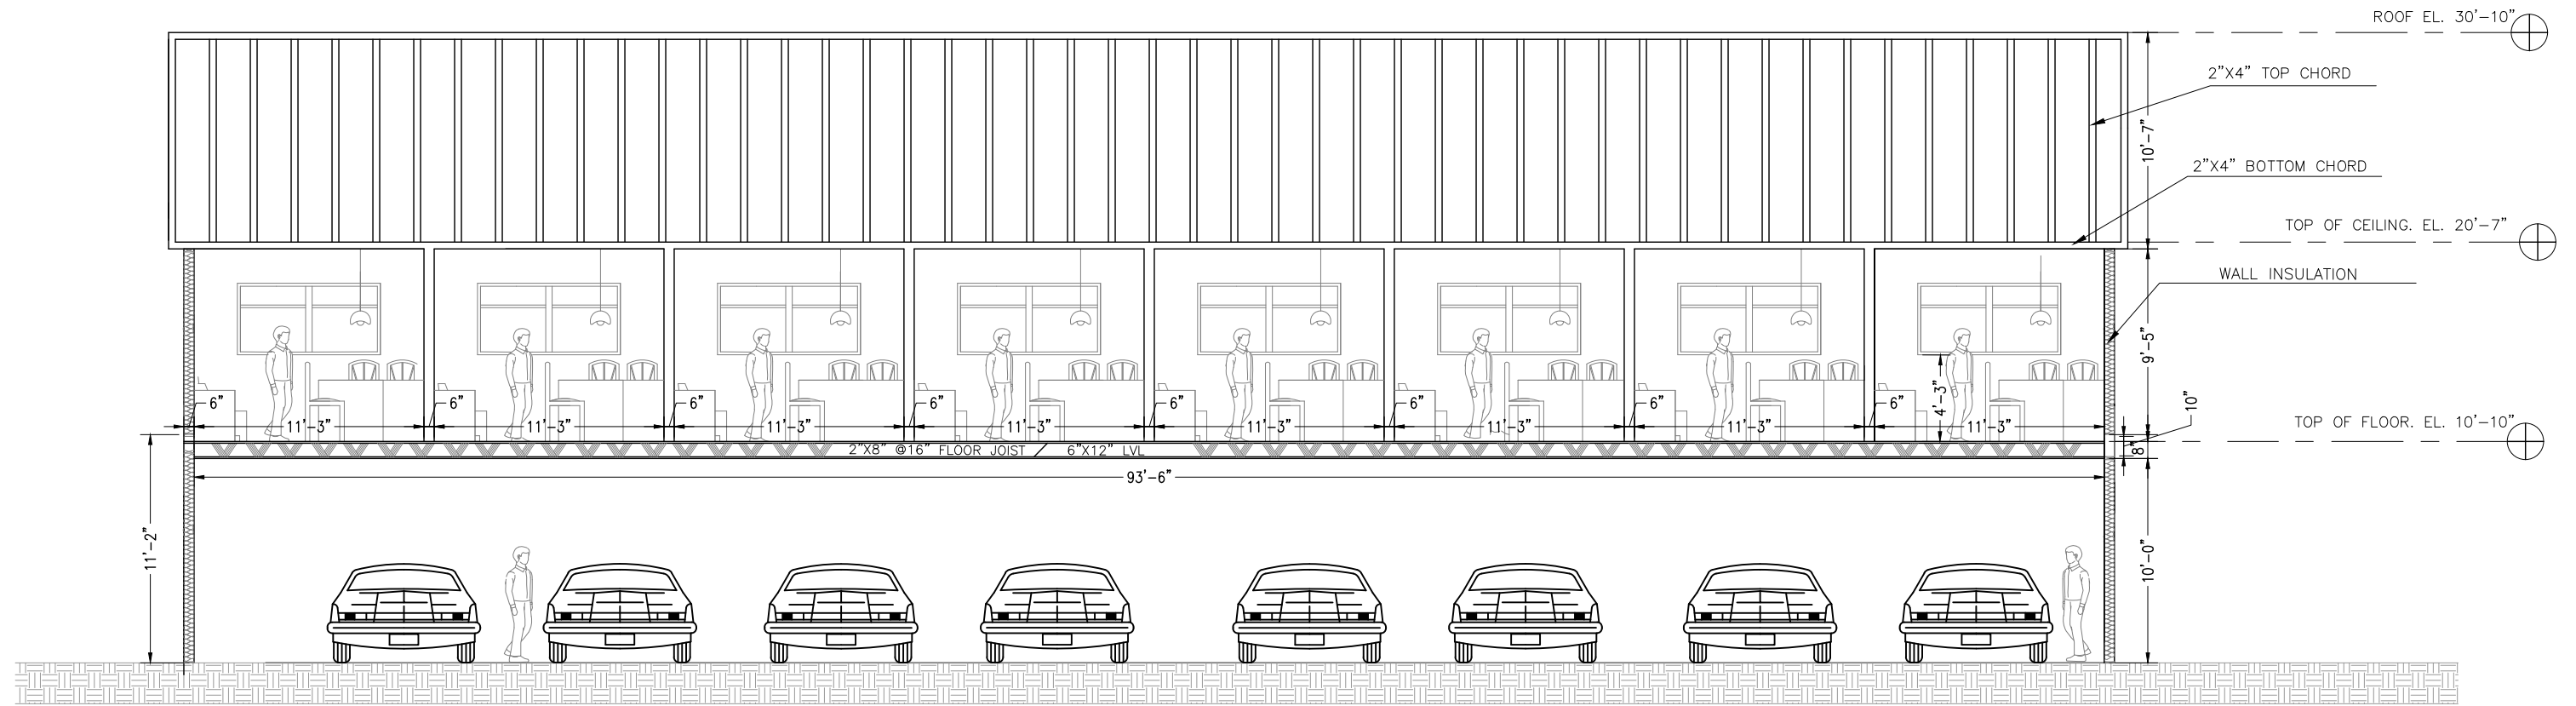 ROOF EL. 30'-10"
2"X4" TOP CHORD
10'-7"
2"X4" BOTTOM CHORD
TOP OF CEILING. EL. 20'-7"
WALL INSULATION
9'-5"
4'-3"
10"
6" 6" 6" 6" 6" 6" 6" 6"
11'-3" 11'-3" 11'-3" 11'-3" 11'-3" 11'-3" 11'-3" 11'-3"
TOP OF FLOOR. EL. 10'-10"
8"
2"X8" @16" FLOOR JOIST / 6"X12" LVL
93'-6"
11'-2"
10'-0"